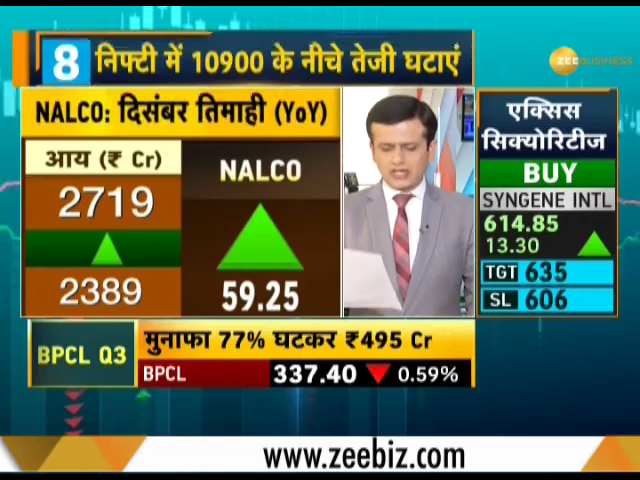 8 निफ्टी में 10900 के नीचे तेजी घटाएं
ZEE BUSINESS
NALCO: दिसंबर तिमाही (YoY)
आय (₹ Cr)
2719
2389
NALCO
59.25
एक्सिस
सिक्योरिटीज
BUY
SYNGENE INTL
614.85
13.30
TGT 635
SL 606
BPCL Q3
मुनाफा 77% घटकर ₹495 Cr
BPCL 337.40 0.59%
www.zeebiz.com